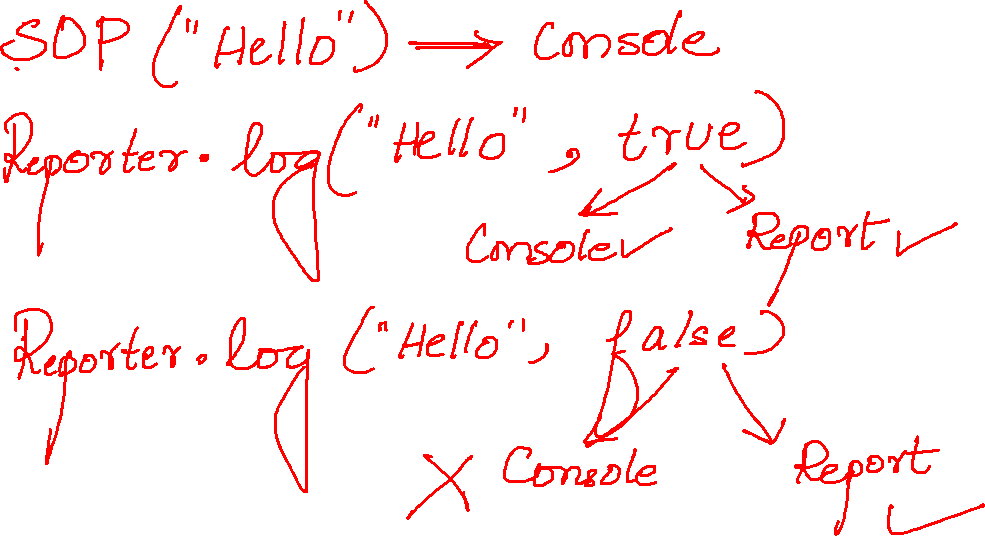 SOP ("Hello") → Console
Reporter.log("Hello", true)
Console✓ Report✓
Reporter.log ("Hello", false)
X Console Report ✓